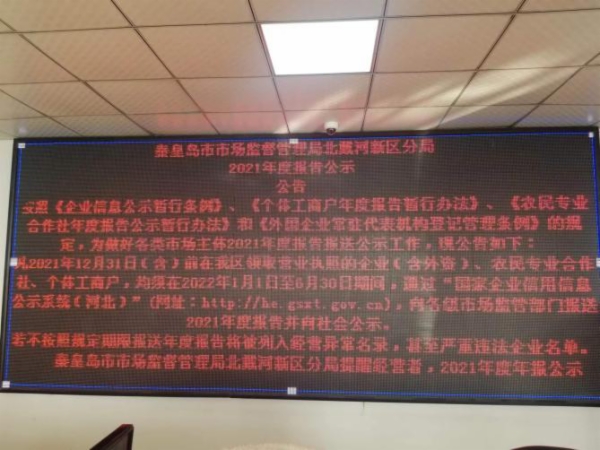 秦皇岛市市场监督管理局北戴河新区分局
2021年度报告公示
公告
按照《企业信息公示暂行条例》、《个体工商户年度报告暂行办法》、《农民专业
合作社年度报告公示暂行办法》和《外国企业常驻代表机构登记管理条例》的规
定，为做好各类市场主体2021年度报告报送公示工作，现公告如下：
凡2021年12月31日（含）前在我区领取营业执照的企业（含外资）、农民专业合作
社、个体工商户，均须在2022年1月1日至6月30日期间，通过“国家企业信用信息
公示系统（河北）”(网址：http://he.gszt.gov.cn)，向各级市场监管部门报送
2021年度报告并向社会公示。
若不按照规定期限报送年度报告将被列入经营异常名录，甚至严重违法企业名单。
秦皇岛市市场监督管理局北戴河新区分局提醒经营者，2021年度年报公示